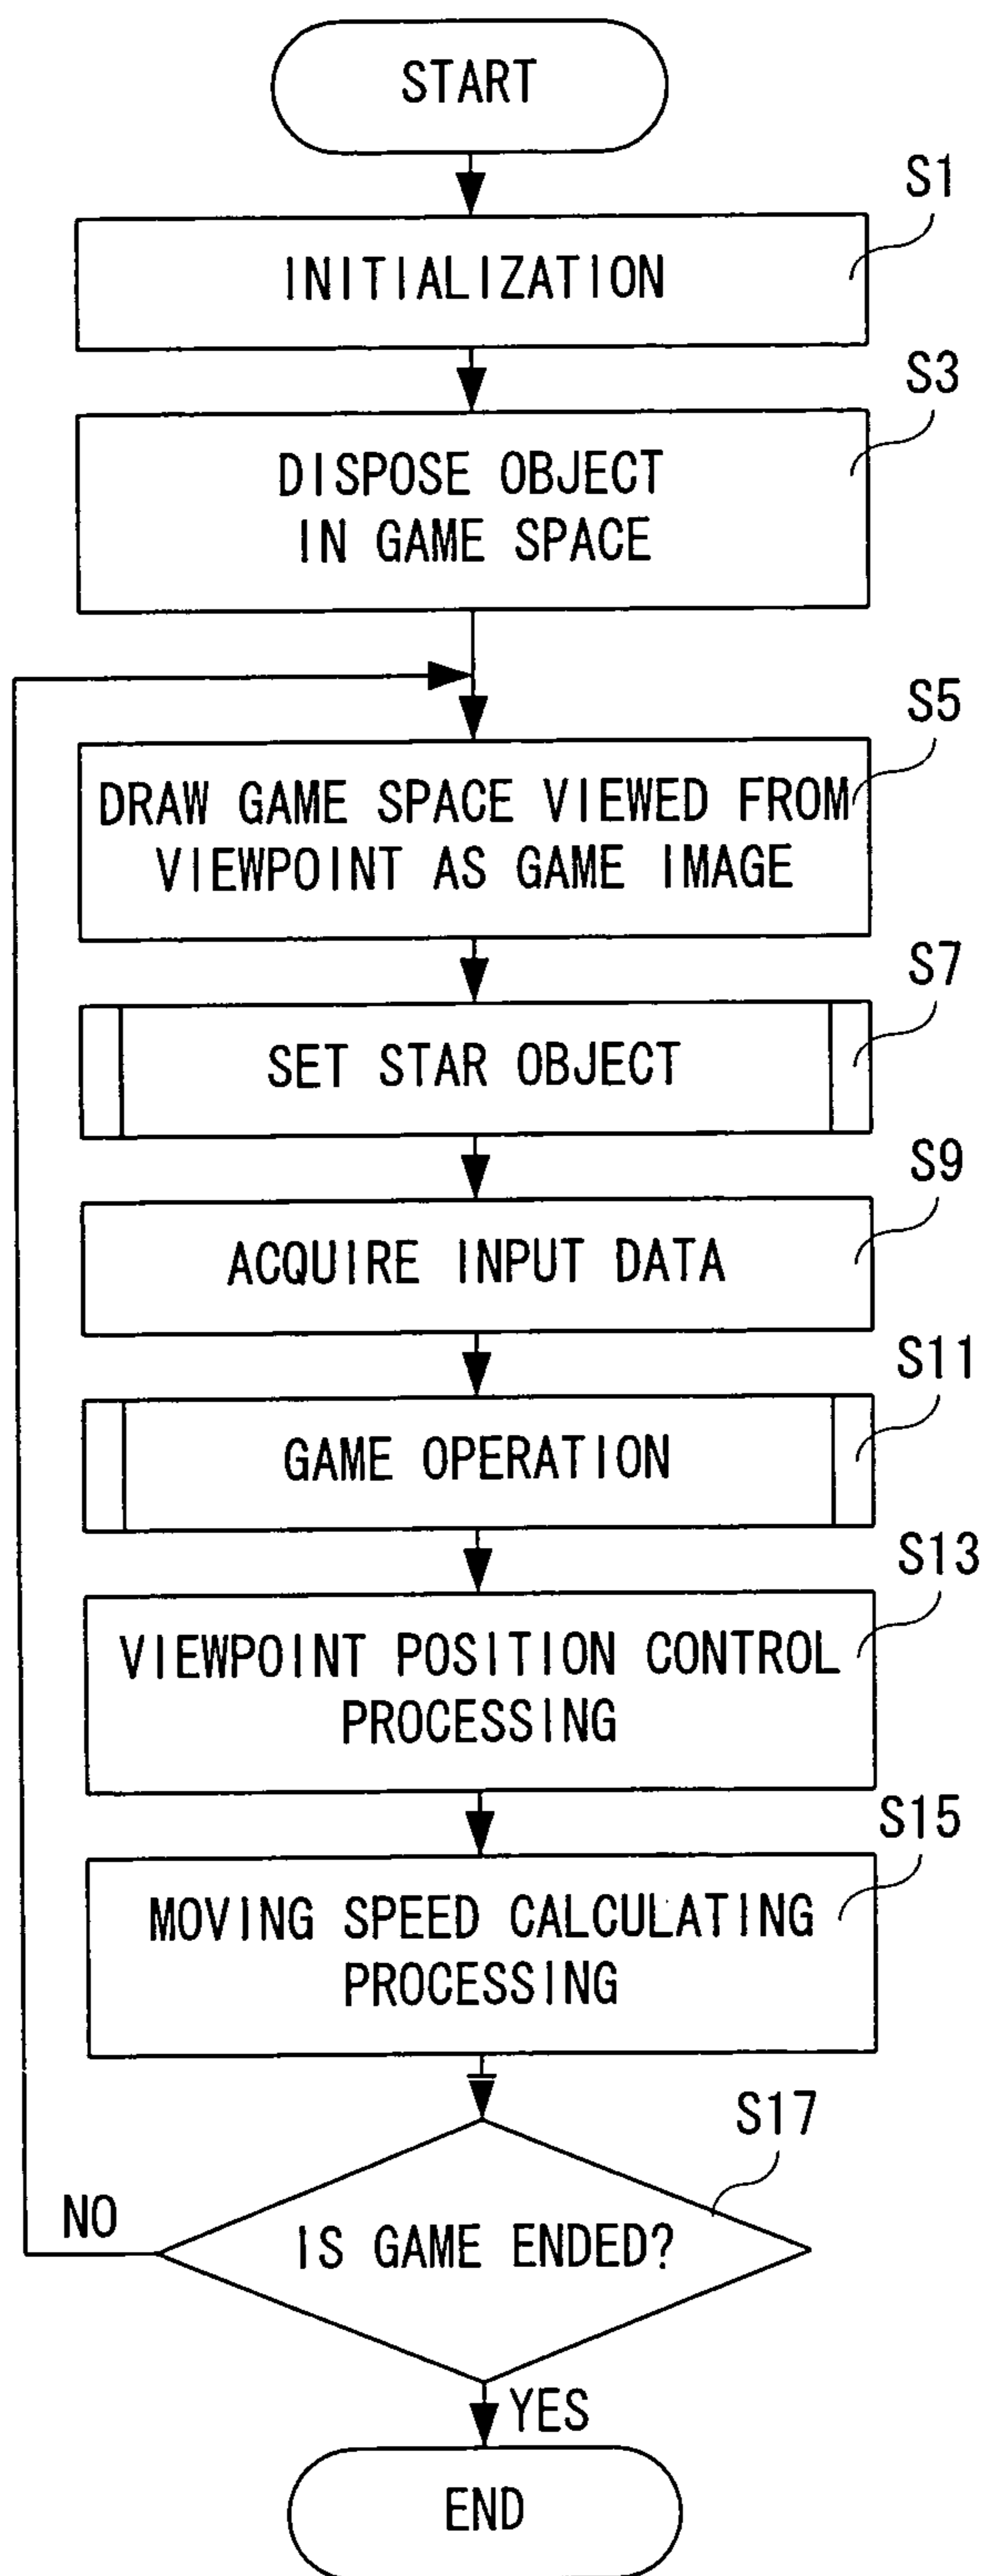 START
S1
INITIALIZATION
S3
DISPOSE OBJECT
IN GAME SPACE
S5
DRAW GAME SPACE VIEWED FROM
VIEWPOINT AS GAME IMAGE
S7
SET STAR OBJECT
S9
ACQUIRE INPUT DATA
S11
GAME OPERATION
S13
VIEWPOINT POSITION CONTROL
PROCESSING
S15
MOVING SPEED CALCULATING
PROCESSING
S17
NO
IS GAME ENDED?
YES
END